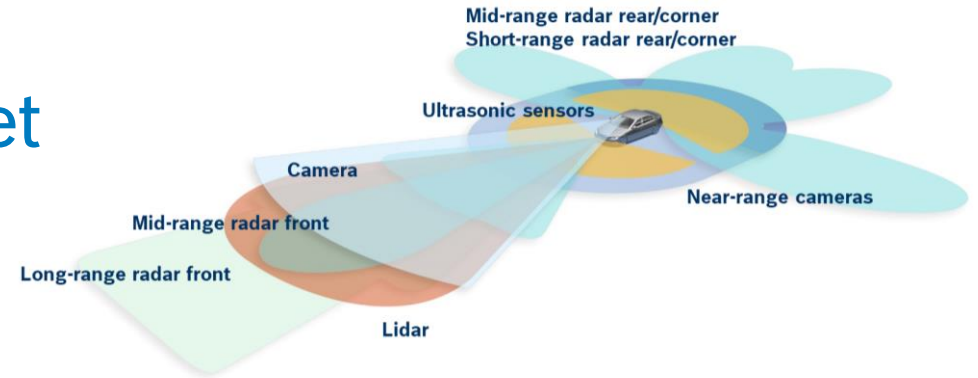 et
Mid-range radar rear/corner
Short-range radar rear/corner
Ultrasonic sensors
Camera
Near-range cameras
Mid-range radar front
Long-range radar front
Lidar